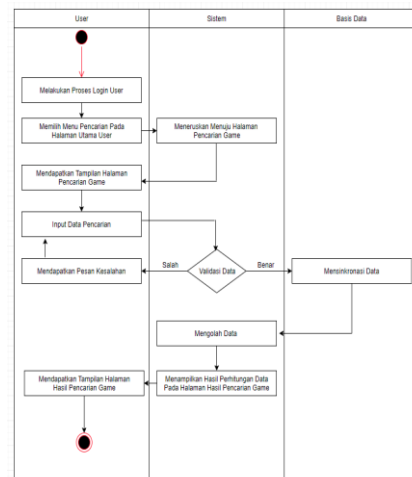 User
Sistem
Basis Data
Melakukan Proses Login User
Memilih Menu Pencarian Pada
Halaman Utama User
Meneruskan Menuju Halaman
Pencarian Game
Mendapatkan Tampilan Halaman
Pencarian Game
Input Data Pencarian
Mendapatkan Pesan Kesalahan
Salah
Validasi Data
Benar
Mensinkronasi Data
Mengolah Data
Mendapatkan Tampilan Halaman
Hasil Pencarian Game
Menampilkan Hasil Perhitungan Data
Pada Halaman Hasil Pencarian Game